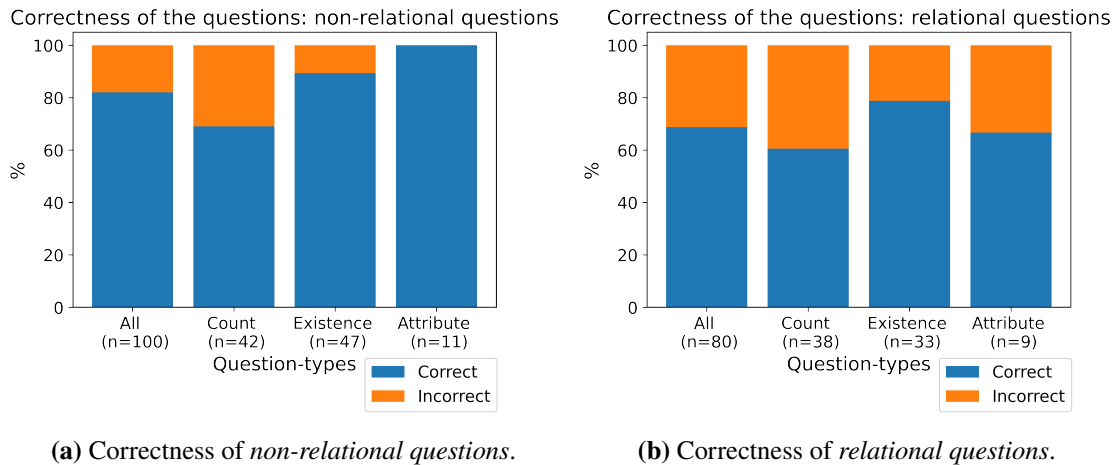 Correctness of the questions: non-relational questions
100
80
60
40
20
0
%
All (n=100)
Count (n=42)
Existence (n=47)
Attribute (n=11)
Question-types
Correct
Incorrect
(a) Correctness of non-relational questions.
Correctness of the questions: relational questions
100
80
60
40
20
0
%
All (n=80)
Count (n=38)
Existence (n=33)
Attribute (n=9)
Question-types
Correct
Incorrect
(b) Correctness of relational questions.